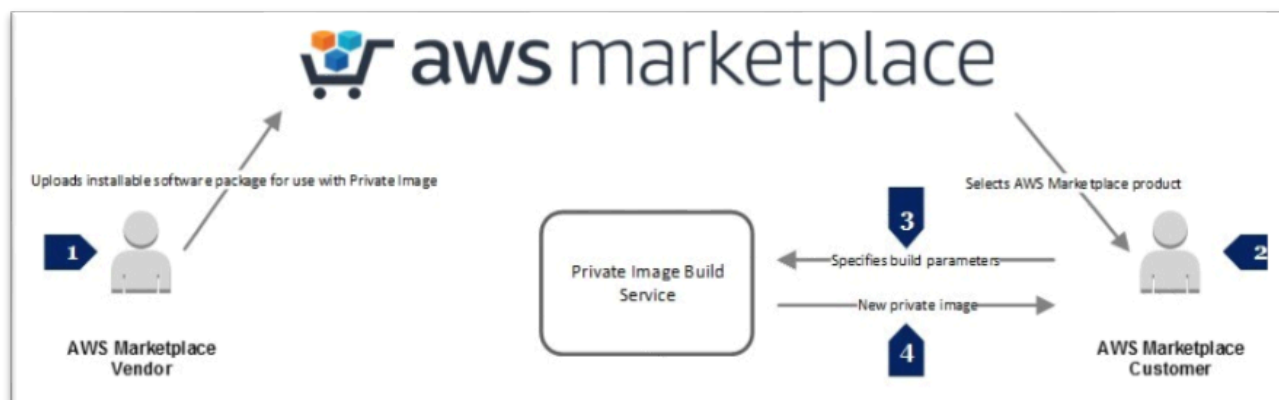 aws marketplace
Uploads installable software package for use with Private Image
Selects AWS Marketplace product
1
3
2
Private Image Build
Service
Specifies build parameters
New private image
4
AWS Marketplace
Vendor
AWS Marketplace
Customer